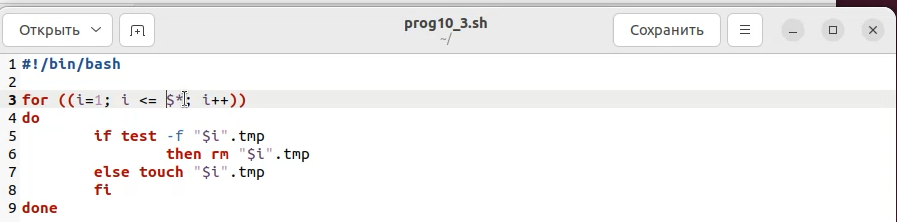 Открыть
prog10_3.sh
~/
Сохранить
1 #!/bin/bash
2
3 for ((i=1; i <= $*; i++))
4 do
5         if test -f "$i".tmp
6                 then rm "$i".tmp
7         else touch "$i".tmp
8         fi
9 done